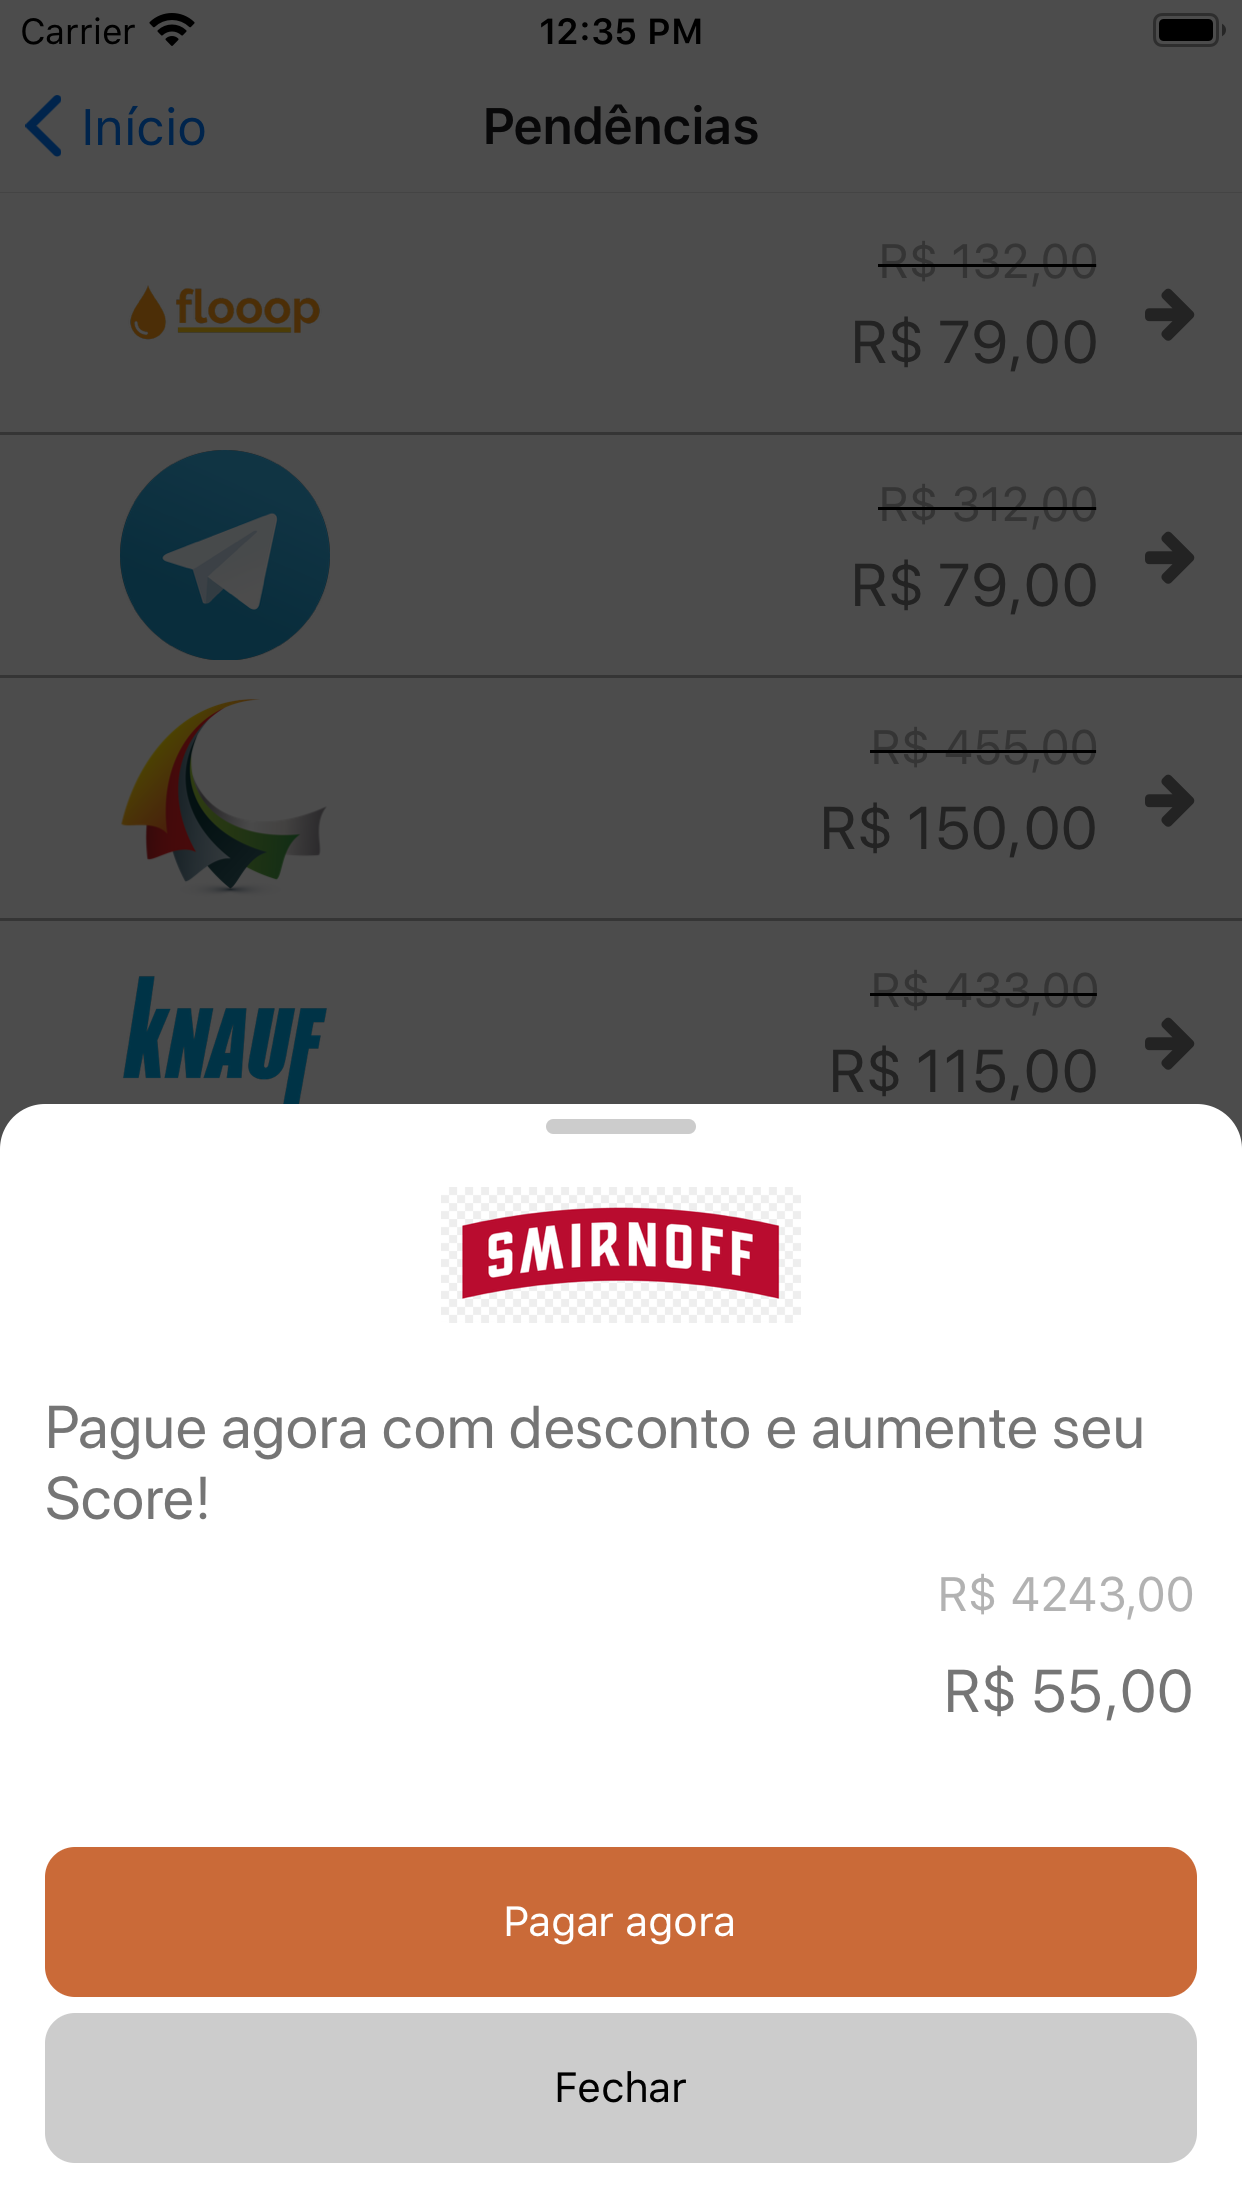 Carrier
12:35 PM
Início
Pendências
flooop
R$ 132,00
R$ 79,00
R$ 312,00
R$ 79,00
R$ 455,00
R$ 150,00
KNAUF
R$ 433,00
R$ 115,00
SMIRNOFF
Pague agora com desconto e aumente seu
Score!
R$ 4243,00
R$ 55,00
Pagar agora
Fechar